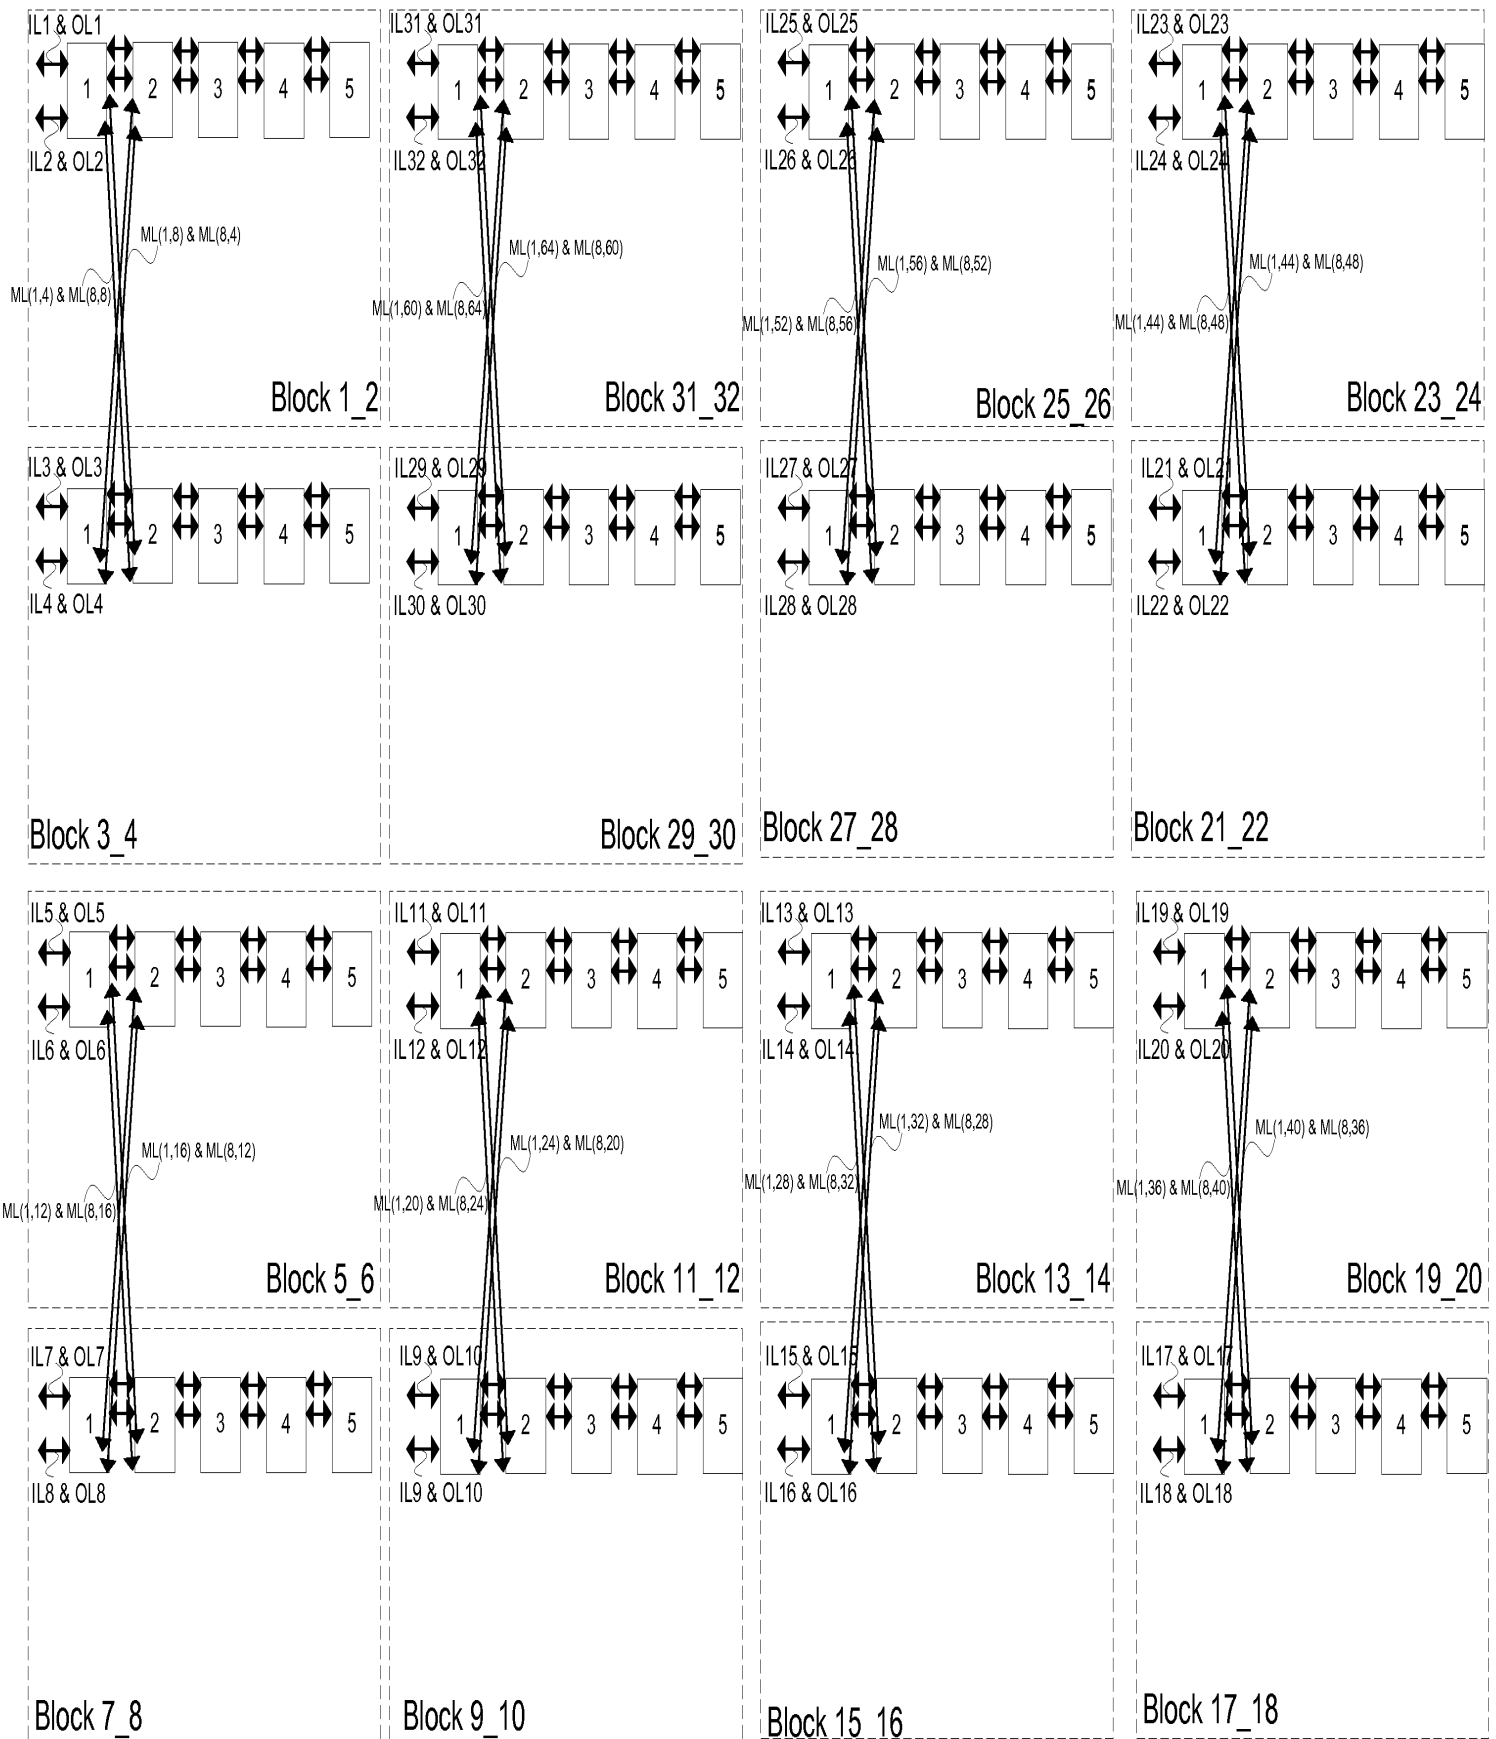 IL1 & OL1
1 2 3 4 5
IL2 & OL2
ML(1,8) & ML(8,4)
ML(1,4) & ML(8,8)
Block 1_2
IL31 & OL31
1 2 3 4 5
IL32 & OL32
ML(1,64) & ML(8,60)
ML(1,60) & ML(8,64)
Block 31_32
IL25 & OL25
1 2 3 4 5
IL26 & OL26
ML(1,56) & ML(8,52)
ML(1,52) & ML(8,56)
Block 25_26
IL23 & OL23
1 2 3 4 5
IL24 & OL24
ML(1,44) & ML(8,48)
ML(1,44) & ML(8,48)
Block 23_24
IL3 & OL3
1 2 3 4 5
IL4 & OL4
Block 3_4
IL29 & OL29
1 2 3 4 5
IL30 & OL30
Block 29_30
IL27 & OL27
1 2 3 4 5
IL28 & OL28
Block 27_28
IL21 & OL21
1 2 3 4 5
IL22 & OL22
Block 21_22
IL5 & OL5
1 2 3 4 5
IL6 & OL6
ML(1,16) & ML(8,12)
ML(1,12) & ML(8,16)
Block 5_6
IL11 & OL11
1 2 3 4 5
IL12 & OL12
ML(1,24) & ML(8,20)
ML(1,20) & ML(8,24)
Block 11_12
IL13 & OL13
1 2 3 4 5
IL14 & OL14
ML(1,32) & ML(8,28)
ML(1,28) & ML(8,32)
Block 13_14
IL19 & OL19
1 2 3 4 5
IL20 & OL20
ML(1,40) & ML(8,36)
ML(1,36) & ML(8,40)
Block 19_20
IL7 & OL7
1 2 3 4 5
IL8 & OL8
Block 7_8
IL9 & OL10
1 2 3 4 5
IL9 & OL10
Block 9_10
IL15 & OL15
1 2 3 4 5
IL16 & OL16
Block 15_16
IL17 & OL17
1 2 3 4 5
IL18 & OL18
Block 17_18